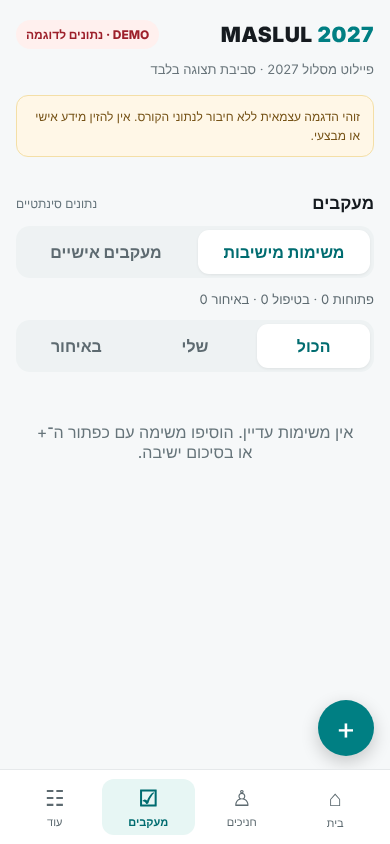 MASLUL 2027
DEMO · נתונים לדוגמה
פיילוט מסלול 2027 · סביבת תצוגה בלבד
זוהי הדגמה עצמאית ללא חיבור לנתוני הקורס. אין להזין מידע אישי
או מבצעי.
מעקבים
נתונים סינתטיים
משימות מישיבות
מעקבים אישיים
פתוחות 0 · בטיפול 0 · באיחור 0
הכול
שלי
באיחור
אין משימות עדיין. הוסיפו משימה עם כפתור ה־+
או בסיכום ישיבה.
+
בית
חניכים
מעקבים
עוד